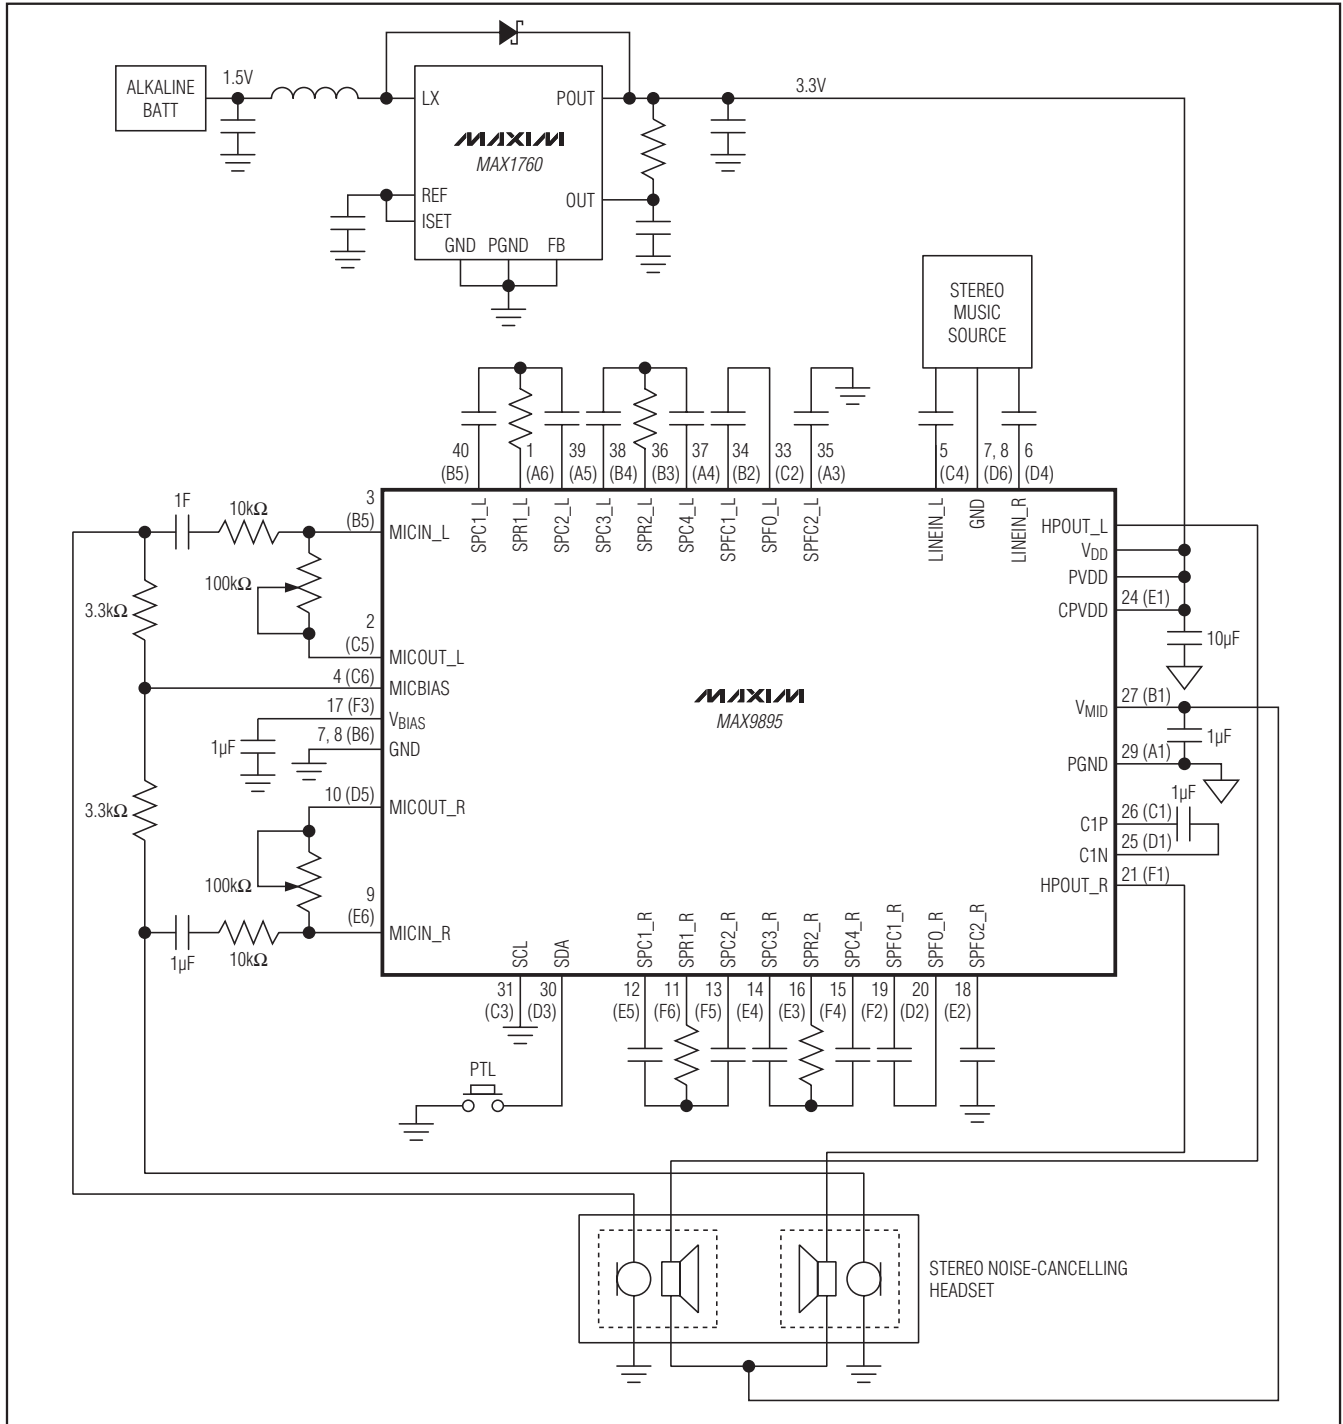 ALKALINE
BATT
1.5V
LX
POUT
3.3V
MAXIM
MAX1760
REF
ISET
OUT
GND PGND FB
STEREO
MUSIC
SOURCE
40
(B5)
1
(A6)
39
(A5)
38
(B4)
36
(B3)
37
(A4)
34
(B2)
33
(C2)
35
(A3)
5
(C4)
7, 8
(D6)
6
(D4)
SPC1_L
SPR1_L
SPC2_L
SPC3_L
SPR2_L
SPC4_L
SPFC1_L
SPFO_L
SPFC2_L
LINEIN_L
GND
LINEIN_R
1F
10kΩ
3
(B5)
MICIN_L
100kΩ
3.3kΩ
2
(C5)
MICOUT_L
4 (C6)
MICBIAS
17 (F3)
VBIAS
1µF
7, 8 (B6)
GND
10 (D5)
MICOUT_R
3.3kΩ
100kΩ
9
(E6)
MICIN_R
1µF
10kΩ
MAXIM
MAX9895
HPOUT_L
VDD
PVDD
CPVDD
24 (E1)
10µF
VMID
27 (B1)
1µF
PGND
29 (A1)
1µF
C1P
26 (C1)
C1N
25 (D1)
HPOUT_R
21 (F1)
SCL
SDA
SPC1_R
SPR1_R
SPC2_R
SPC3_R
SPR2_R
SPC4_R
SPFC1_R
SPFO_R
SPFC2_R
31
(C3)
30
(D3)
12
(E5)
11
(F6)
13
(F5)
14
(E4)
16
(E3)
15
(F4)
19
(F2)
20
(D2)
18
(E2)
PTL
STEREO NOISE-CANCELLING
HEADSET